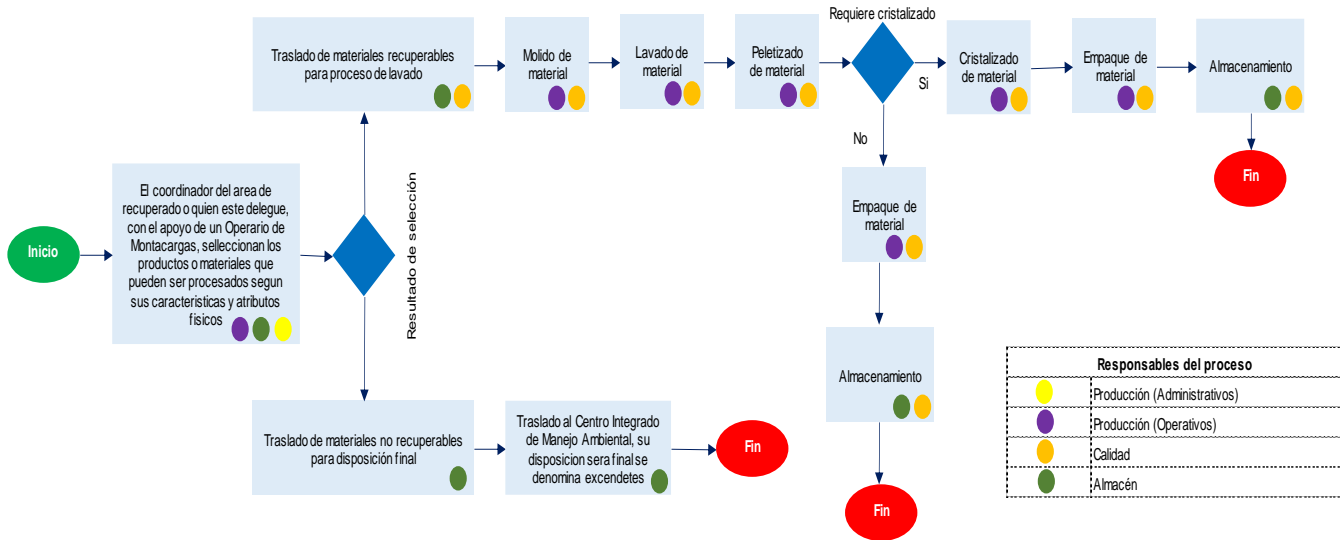 Requiere cristalizado
Traslado de materiales recuperables
para proceso de lavado
Molido de
material
Lavado de
material
Peletizado
de material
Si
Cristalizado
de material
Empaque de
material
Almacenamiento
Fin
No
Inicio
El coordinador del area de
recuperado o quien este delegue,
con el apoyo de un Operario de
Montacargas, selleccionan los
productos o materiales que
pueden ser procesados segun
sus caracteristicas y atributos
fisicos
Resultado de selección
Empaque de
material
Almacenamiento
Fin
Traslado de materiales no recuperables
para disposición final
Traslado al Centro Integrado
de Manejo Ambiental, su
disposicion sera final se
denomina excendetes
Fin
Responsables del proceso
Producción (Administrativos)
Producción (Operativos)
Calidad
Almacén